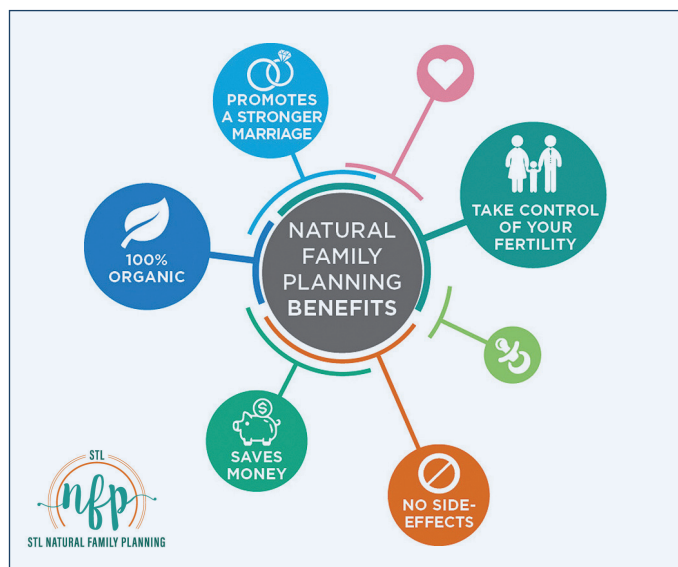 PROMOTES
A STRONGER
MARRIAGE
TAKE CONTROL
OF YOUR
FERTILITY
100%
ORGANIC
NATURAL
FAMILY
PLANNING
BENEFITS
SAVES
MONEY
NO SIDE-
EFFECTS
STL
nfp
STL NATURAL FAMILY PLANNING